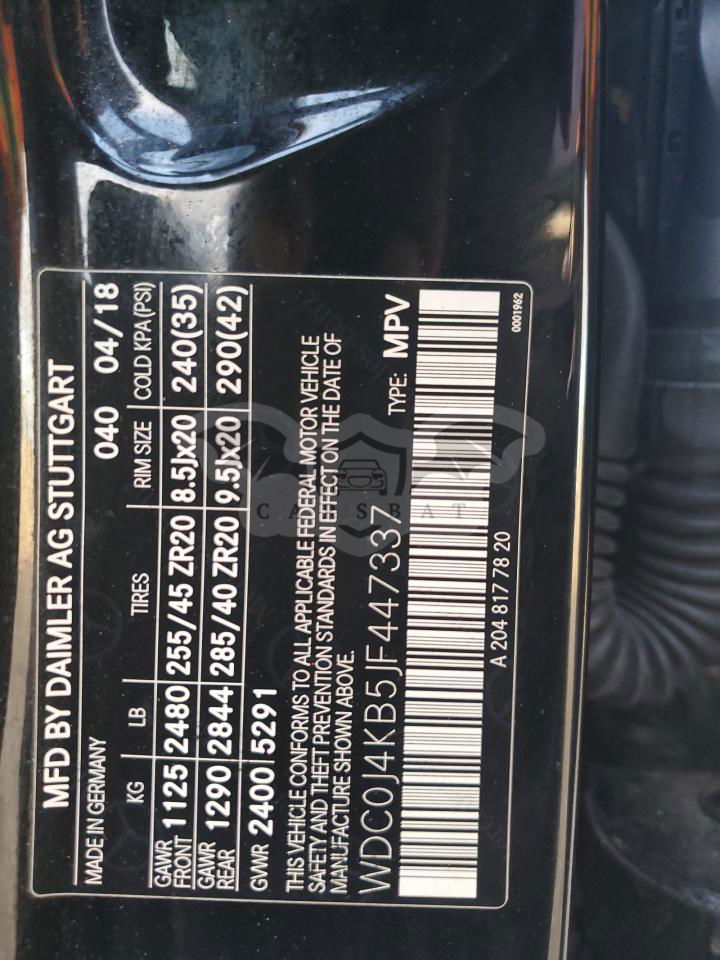 MFD BY DAIMLER AG STUTTGART
MADE IN GERMANY 040 04/18
KG LB TIRES RIM SIZE COLD KPA(PSI)
GAWR FRONT 1125 2480 255/45 ZR20 8.5Jx20 240(35)
GAWR REAR 1290 2844 285/40 ZR20 9.5Jx20 290(42)
GVWR 2400 5291
THIS VEHICLE CONFORMS TO ALL APPLICABLE FEDERAL MOTOR VEHICLE
SAFETY AND THEFT PREVENTION STANDARDS IN EFFECT ON THE DATE OF
MANUFACTURE SHOWN ABOVE.
WDC0J4KB5JF447337 TYPE: MPV
A 204 817 78 20 0001962